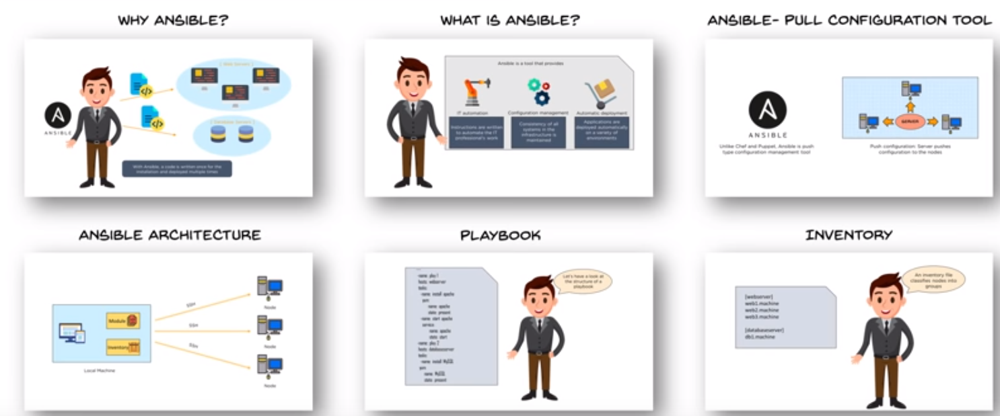 WHY ANSIBLE?
[ Web Servers ]
ANSIBLE
[ Database Servers ]
With Ansible, a code is written once for the
installation and deployed multiple times
WHAT IS ANSIBLE?
Ansible is a tool that provides
IT automation
Instructions are written
to automate the IT
professional's work
Configuration management
Consistency of all
systems in the
infrastructure is
maintained
Automatic deployment
Applications are
deployed automatically
on a variety of
environments
ANSIBLE- PULL CONFIGURATION TOOL
ANSIBLE
Unlike Chef and Puppet, Ansible is push
type configuration management tool
SERVER
Push configuration: Server pushes
configuration to the nodes
ANSIBLE ARCHITECTURE
Module
Inventory
Local Machine
SSH
SSH
SSH
Node
Node
Node
PLAYBOOK
-name: play 1
hosts: webserver
tasks:
-name: install apache
yum:
name: apache
state: present
-name: start apache
service:
name: apache
state: start
-name: play 2
hosts: databaseserver
tasks:
-name: install MySQL
yum:
name: MySQL
state: present
Let's have a look at
the structure of a
playbook
INVENTORY
[webserver]
web1.machine
web2.machine
web3.machine
[databaseserver]
db1.machine
An inventory file
classifies nodes into
groups